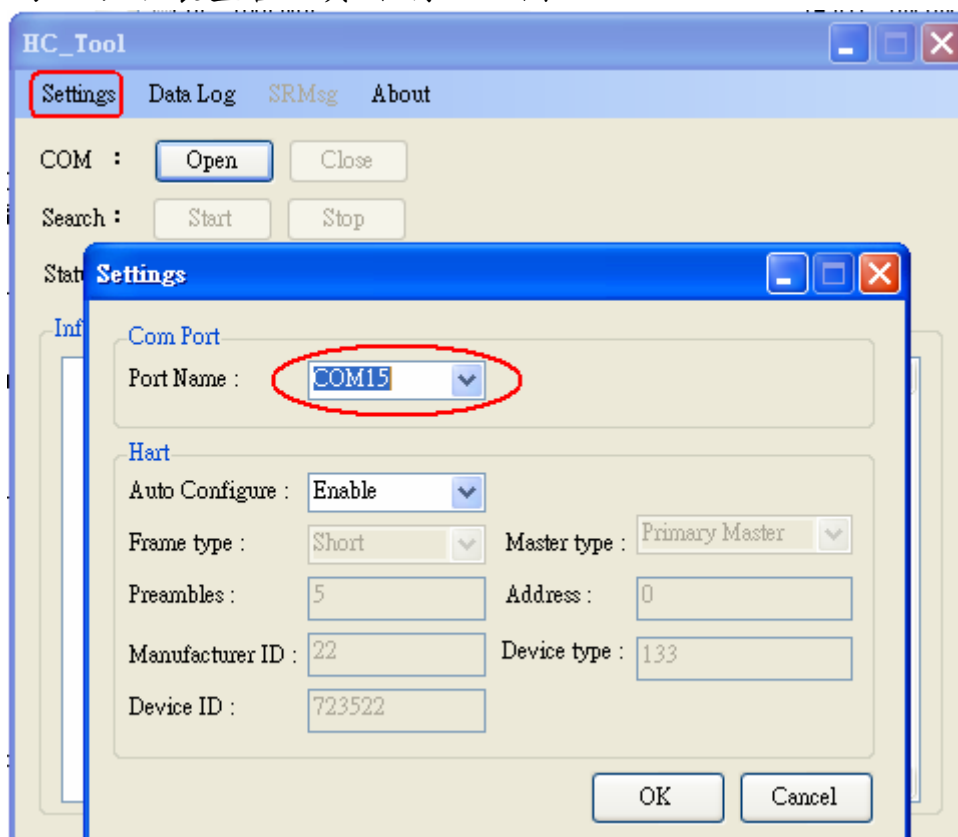 HC_Tool
Settings Data Log SRMsg About
COM : Open Close
Search : Start Stop
Settings
Com Port
Port Name : COM15
Hart
Auto Configure : Enable
Frame type : Short Master type : Primary Master
Preambles : 5 Address : 0
Manufacturer ID : 22 Device type : 133
Device ID : 723522
OK Cancel